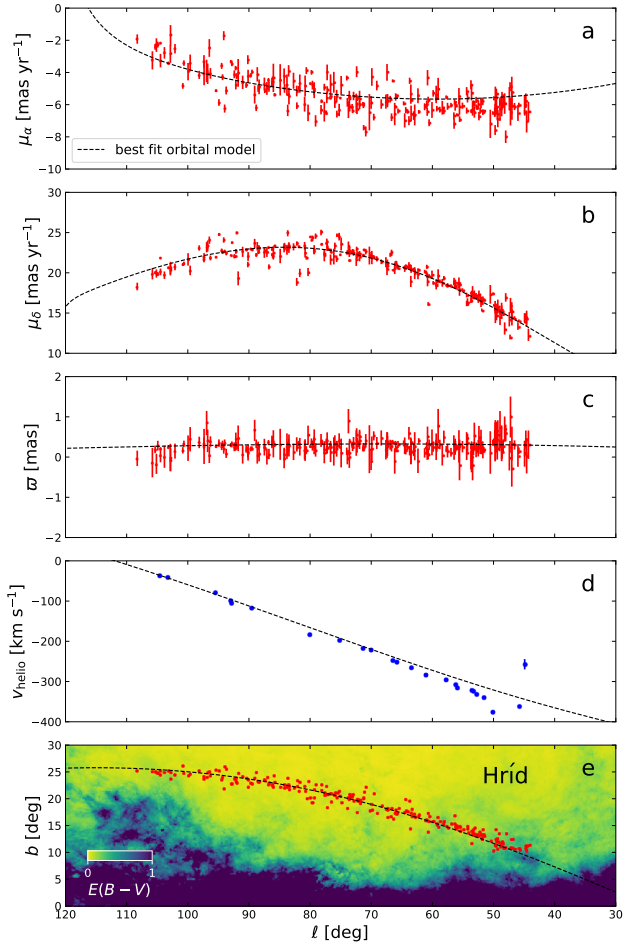 0
−2
−4
−6
−8
−10
μα [mas yr−1]
a
best fit orbital model
30
25
20
15
10
μδ [mas yr−1]
b
2
1
0
−1
−2
ϖ [mas]
c
0
−100
−200
−300
−400
vhelio [km s−1]
d
30
25
20
15
10
5
0
b [deg]
Hríd
e
0 1
E(B − V)
120 110 100 90 80 70 60 50 40 30
ℓ [deg]